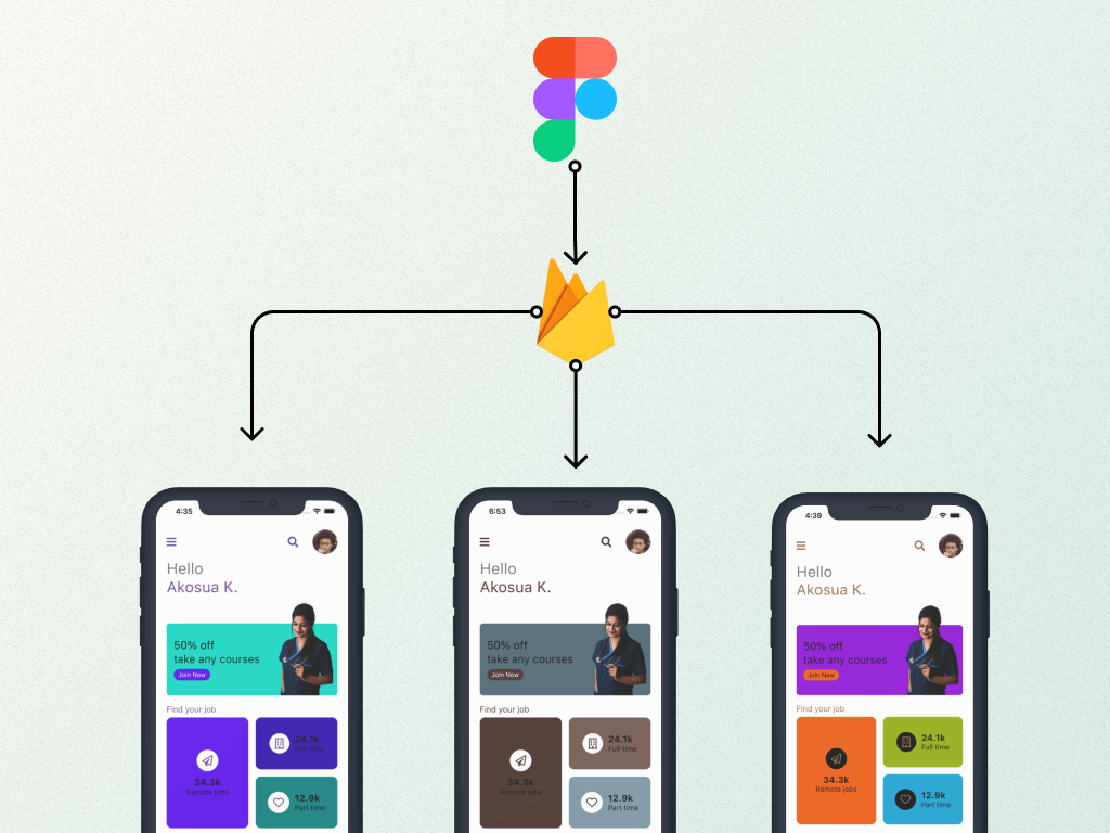 4:35
Hello
Akosua K.
50% off
take any courses
Join Now
Find your job
34.3k
Remote jobs
24.1k
Full time
12.9k
Part time
6:53
Hello
Akosua K.
50% off
take any courses
Join Now
Find your job
34.3k
Remote jobs
24.1k
Full time
12.9k
Part time
4:39
Hello
Akosua K.
50% off
take any courses
Join Now
Find your job
34.3k
Remote jobs
24.1k
Full time
12.9k
Part time